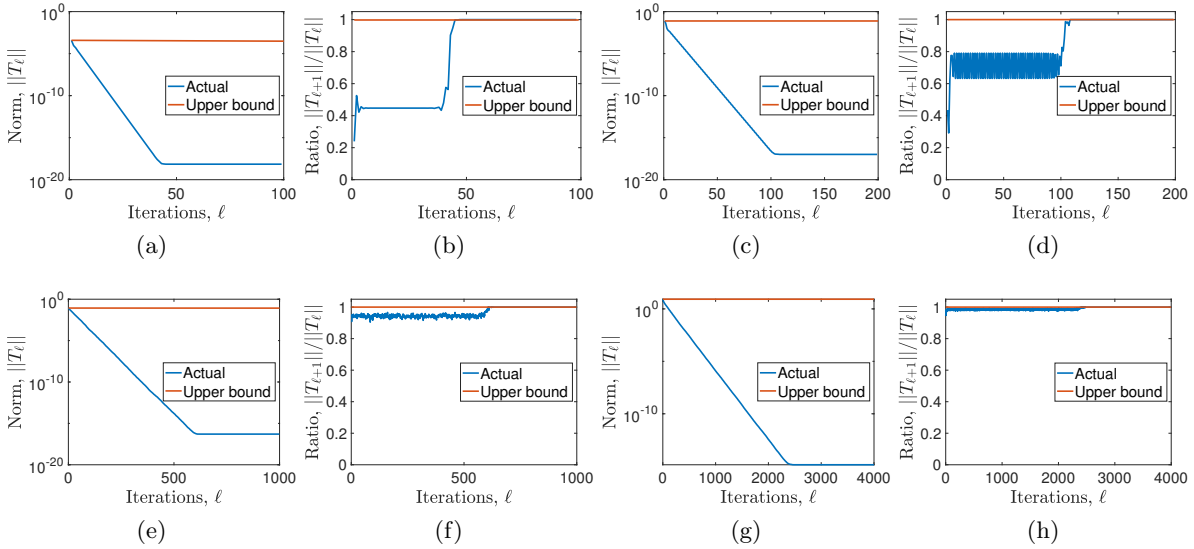 10^0
10^-10
10^-20
Norm, ||T_ℓ||
Actual
Upper bound
0
50
100
Iterations, ℓ
(a)
1
0.8
0.6
0.4
0.2
0
Ratio, ||T_{ℓ+1}||/||T_ℓ||
Actual
Upper bound
0
50
100
Iterations, ℓ
(b)
10^0
10^-10
10^-20
Norm, ||T_ℓ||
Actual
Upper bound
0
50
100
150
200
Iterations, ℓ
(c)
1
0.8
0.6
0.4
0.2
0
Ratio, ||T_{ℓ+1}||/||T_ℓ||
Actual
Upper bound
0
50
100
150
200
Iterations, ℓ
(d)
10^0
10^-10
10^-20
Norm, ||T_ℓ||
Actual
Upper bound
0
500
1000
Iterations, ℓ
(e)
1
0.8
0.6
0.4
0.2
0
Ratio, ||T_{ℓ+1}||/||T_ℓ||
Actual
Upper bound
0
500
1000
Iterations, ℓ
(f)
10^0
10^-10
Norm, ||T_ℓ||
Actual
Upper bound
0
1000
2000
3000
4000
Iterations, ℓ
(g)
1
0.8
0.6
0.4
0.2
0
Ratio, ||T_{ℓ+1}||/||T_ℓ||
Actual
Upper bound
0
1000
2000
3000
4000
Iterations, ℓ
(h)